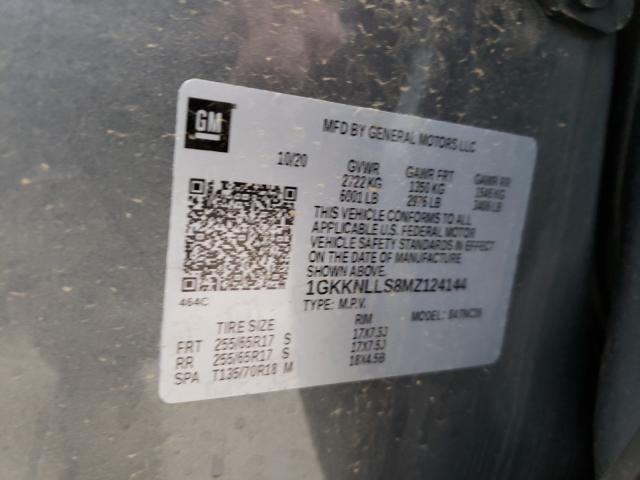 GM
MFD BY GENERAL MOTORS LLC
10/20
GVWR GAWR FRT GAWR RR
2722 KG 1350 KG 1545 KG
6001 LB 2976 LB 3406 LB
THIS VEHICLE CONFORMS TO ALL
APPLICABLE U.S. FEDERAL MOTOR
VEHICLE SAFETY STANDARDS IN EFFECT
ON THE DATE OF MANUFACTURE
SHOWN ABOVE.
464C
1GKKNLLS8MZ124144
TYPE: M.P.V. MODEL:
TIRE SIZE RIM
FRT 255/65R17 S 17X7.5J
RR 255/65R17 S 17X7.5J
SPA T135/70R18 M 18X4.5B